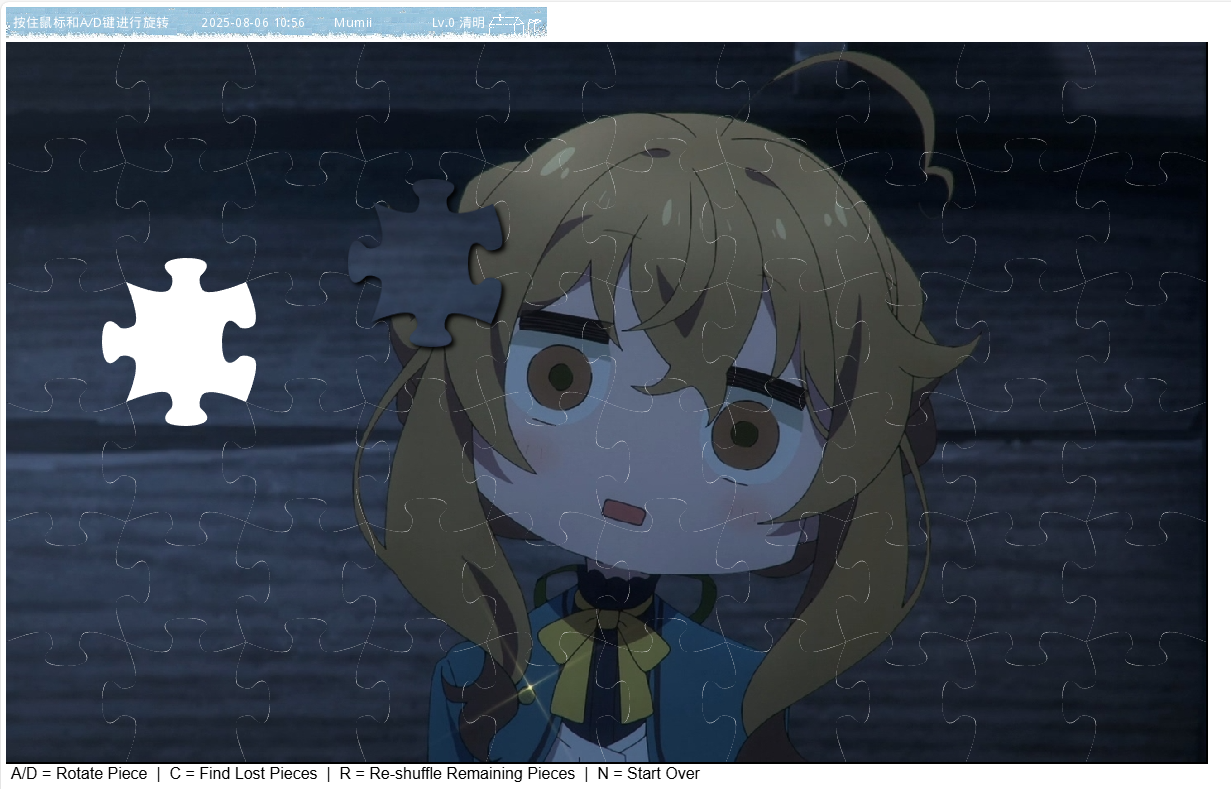 按住鼠标和A/D键进行旋转 2025-08-06 10:56 Mumii Lv.0 清明
A/D = Rotate Piece | C = Find Lost Pieces | R = Re-shuffle Remaining Pieces | N = Start Over